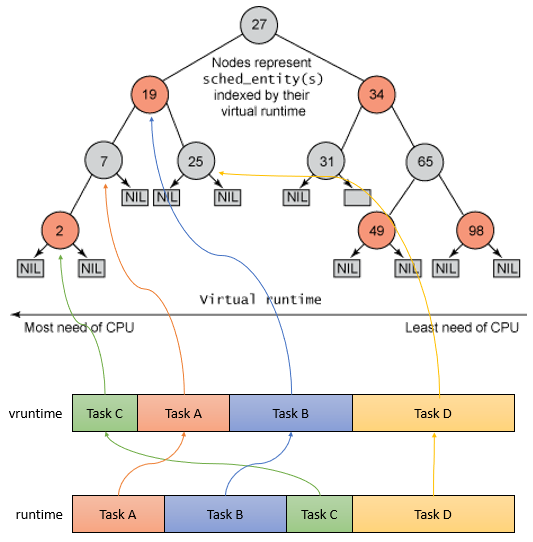 27
Nodes represent
sched_entity(s)
indexed by their
virtual runtime
19
34
7
25
31
65
NIL
NIL
NIL
NIL
2
49
98
NIL
NIL
NIL
NIL
NIL
NIL
Virtual runtime
Most need of CPU
Least need of CPU
vruntime
Task C
Task A
Task B
Task D
runtime
Task A
Task B
Task C
Task D